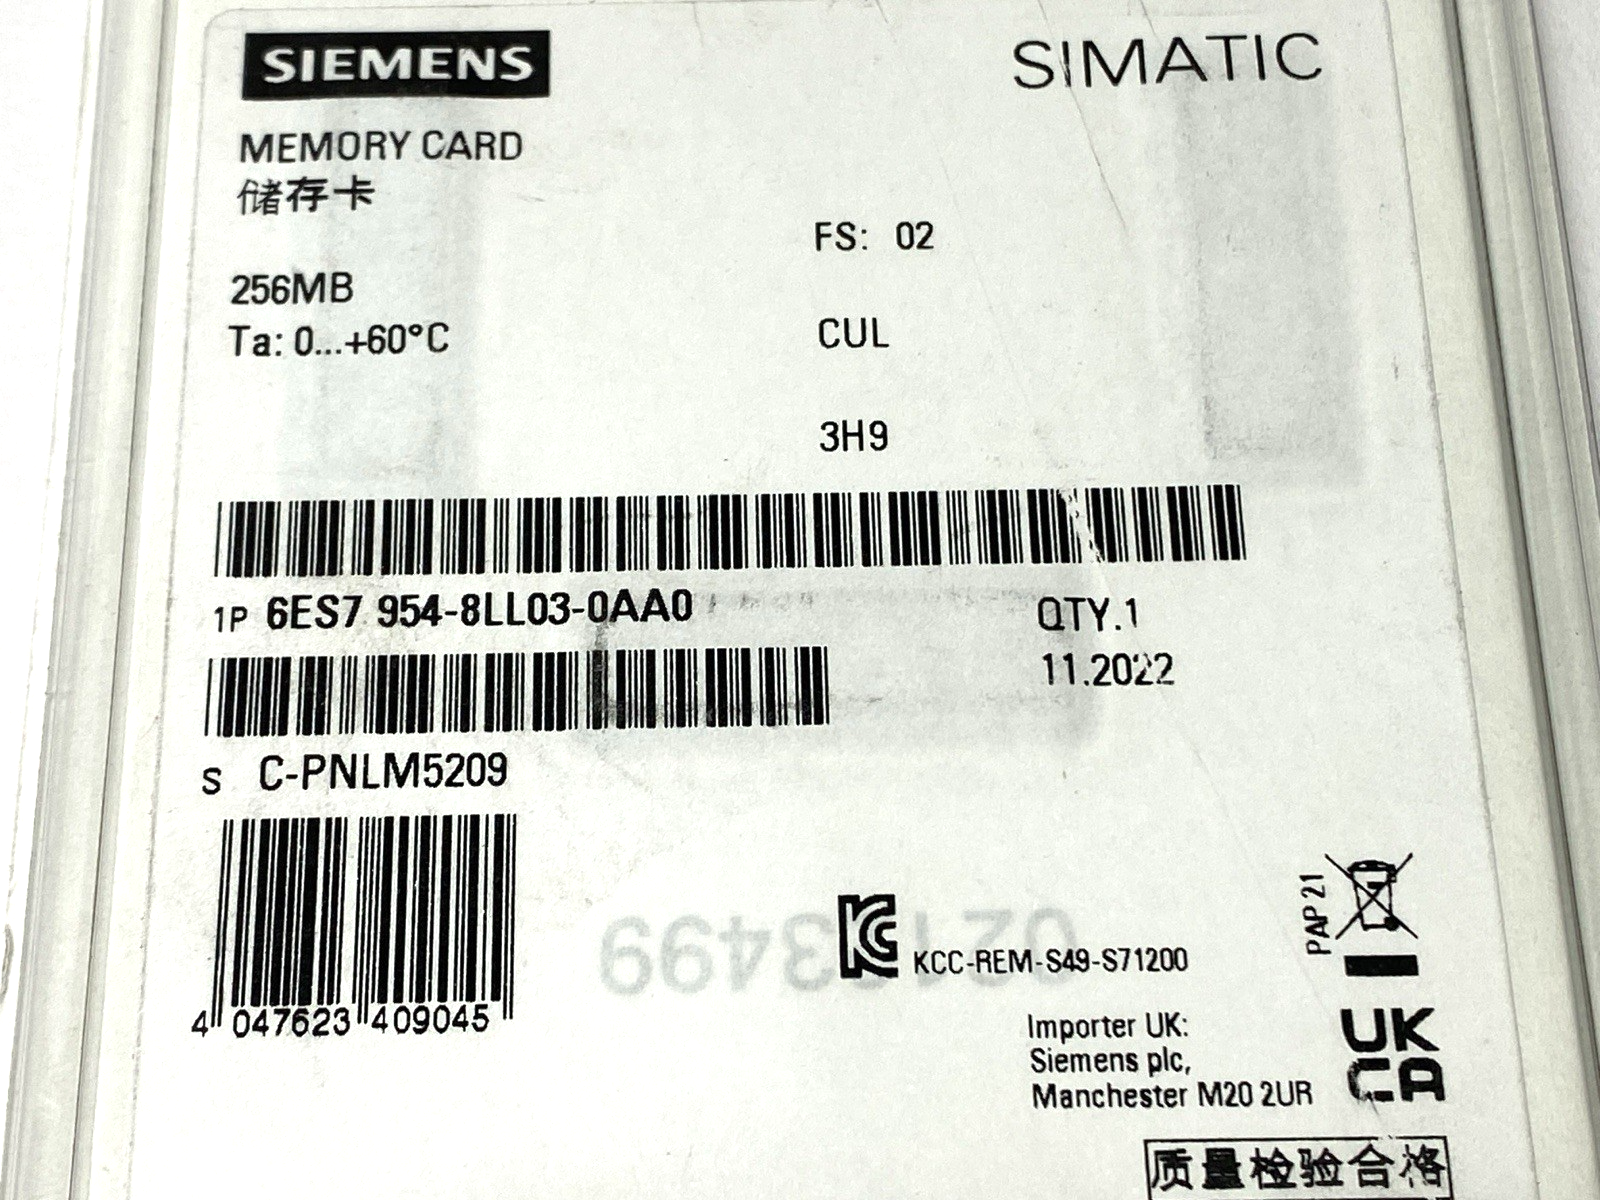 SIEMENS
SIMATIC
MEMORY CARD
储存卡
FS: 02
256MB
Ta: 0...+60°C
CUL
3H9
1P 6ES7 954-8LL03-0AA0
QTY.1
11.2022
S C-PNLM5209
4 047623 409045
KCC-REM-S49-S71200
PAP 21
Importer UK:
Siemens plc,
Manchester M20 2UR
UK
CA
质量检验合格